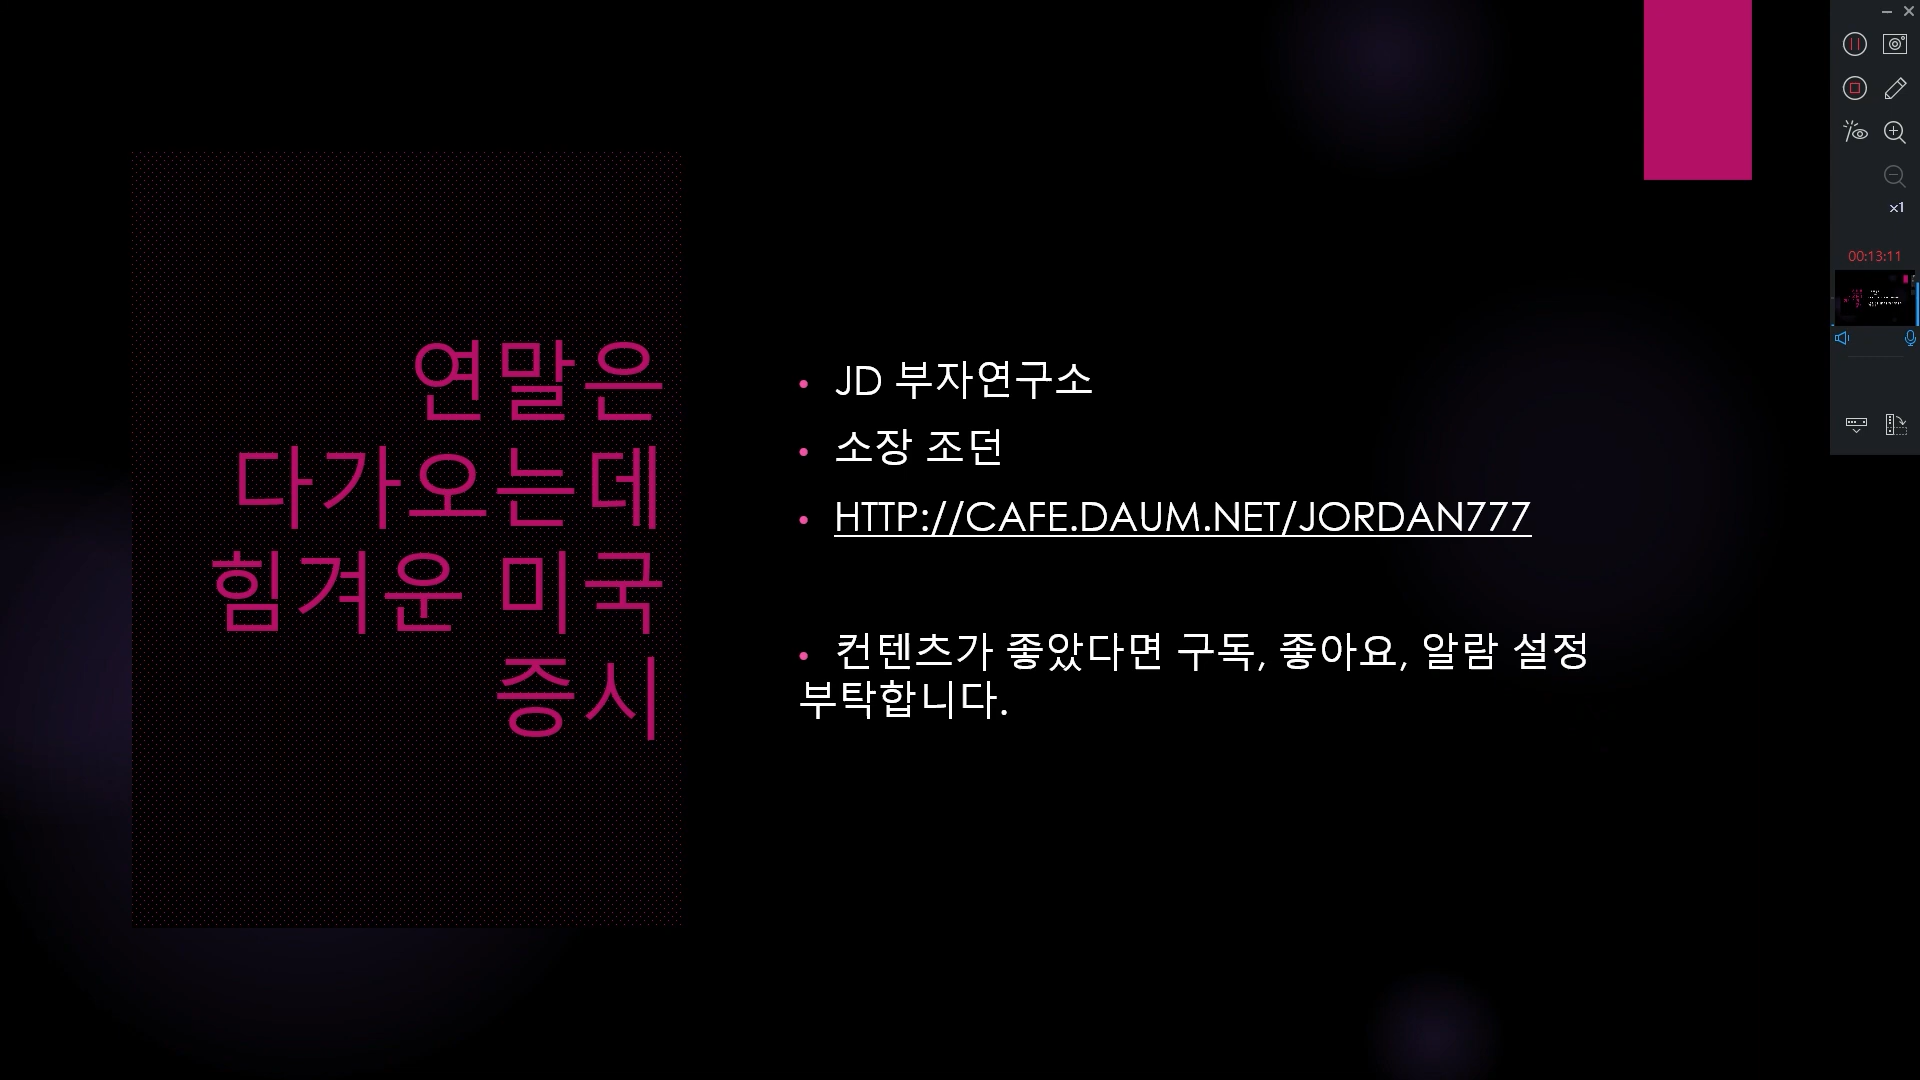 연말은
다가오는데
힘겨운 미국
증시
• JD 부자연구소
• 소장 조던
• HTTP://CAFE.DAUM.NET/JORDAN777
• 컨텐츠가 좋았다면 구독, 좋아요, 알람 설정
부탁합니다.
x1
00:13:11